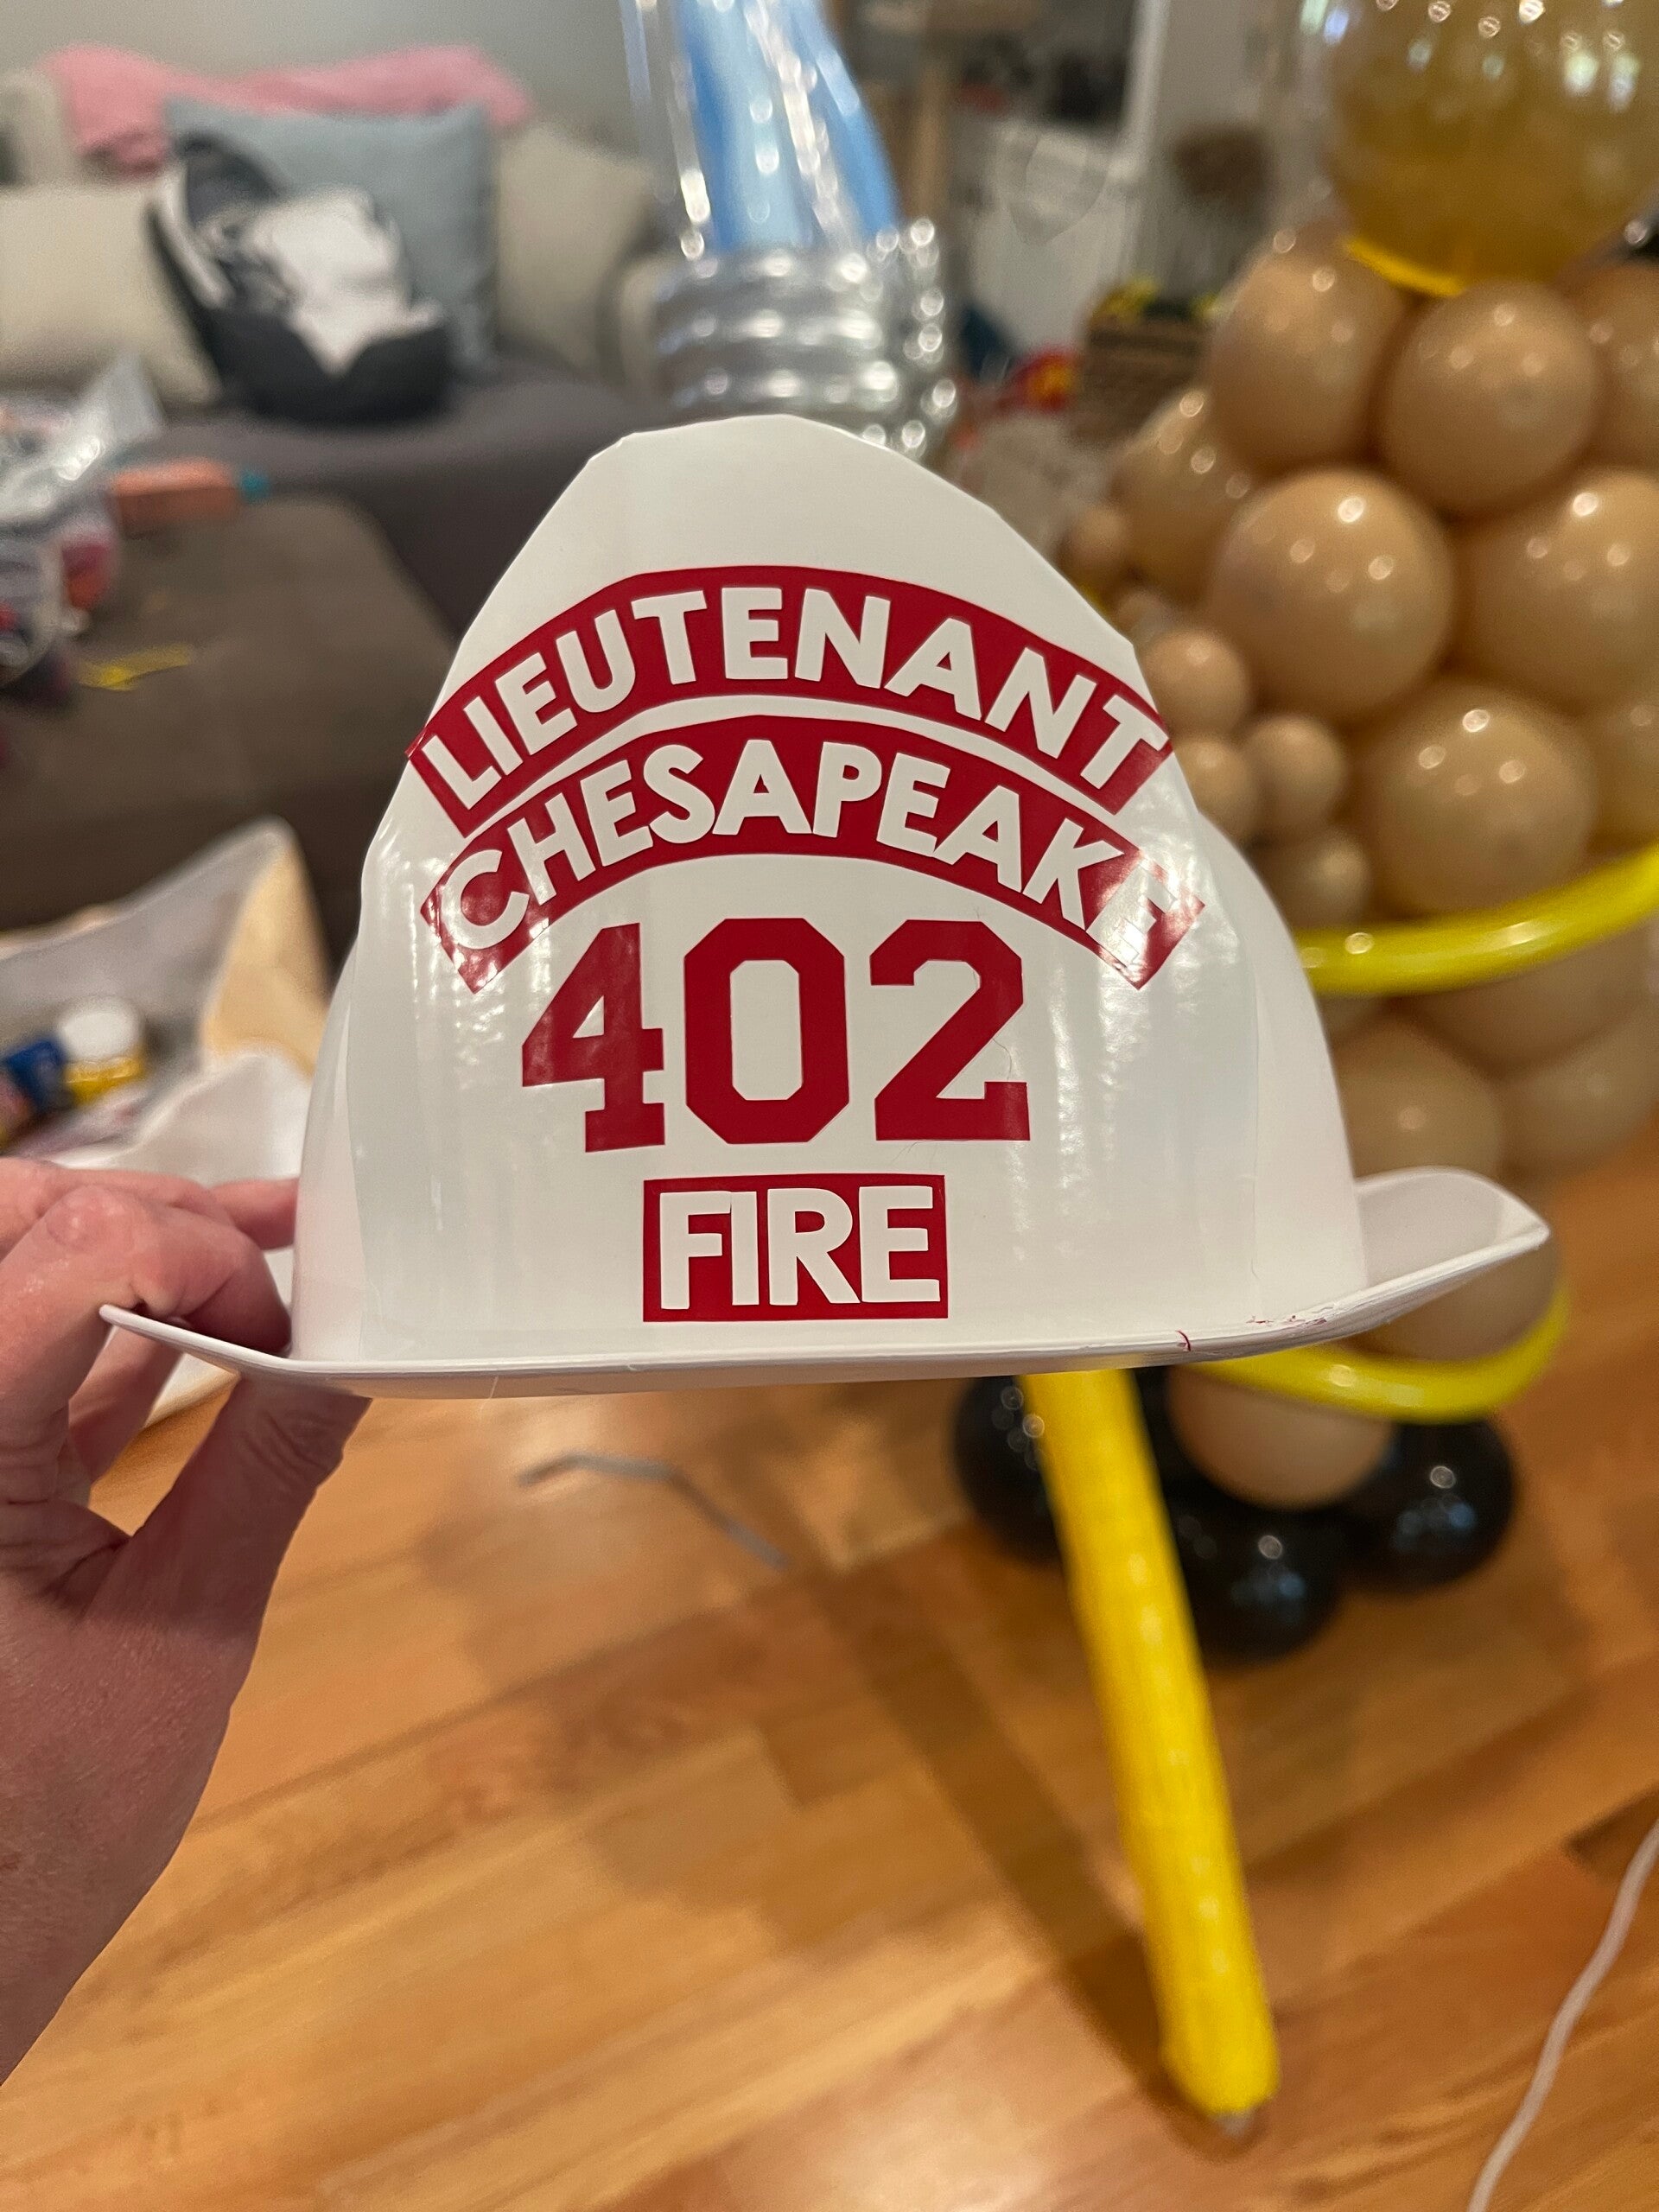 LIEUTENANT
CHESAPEAKE
402
FIRE